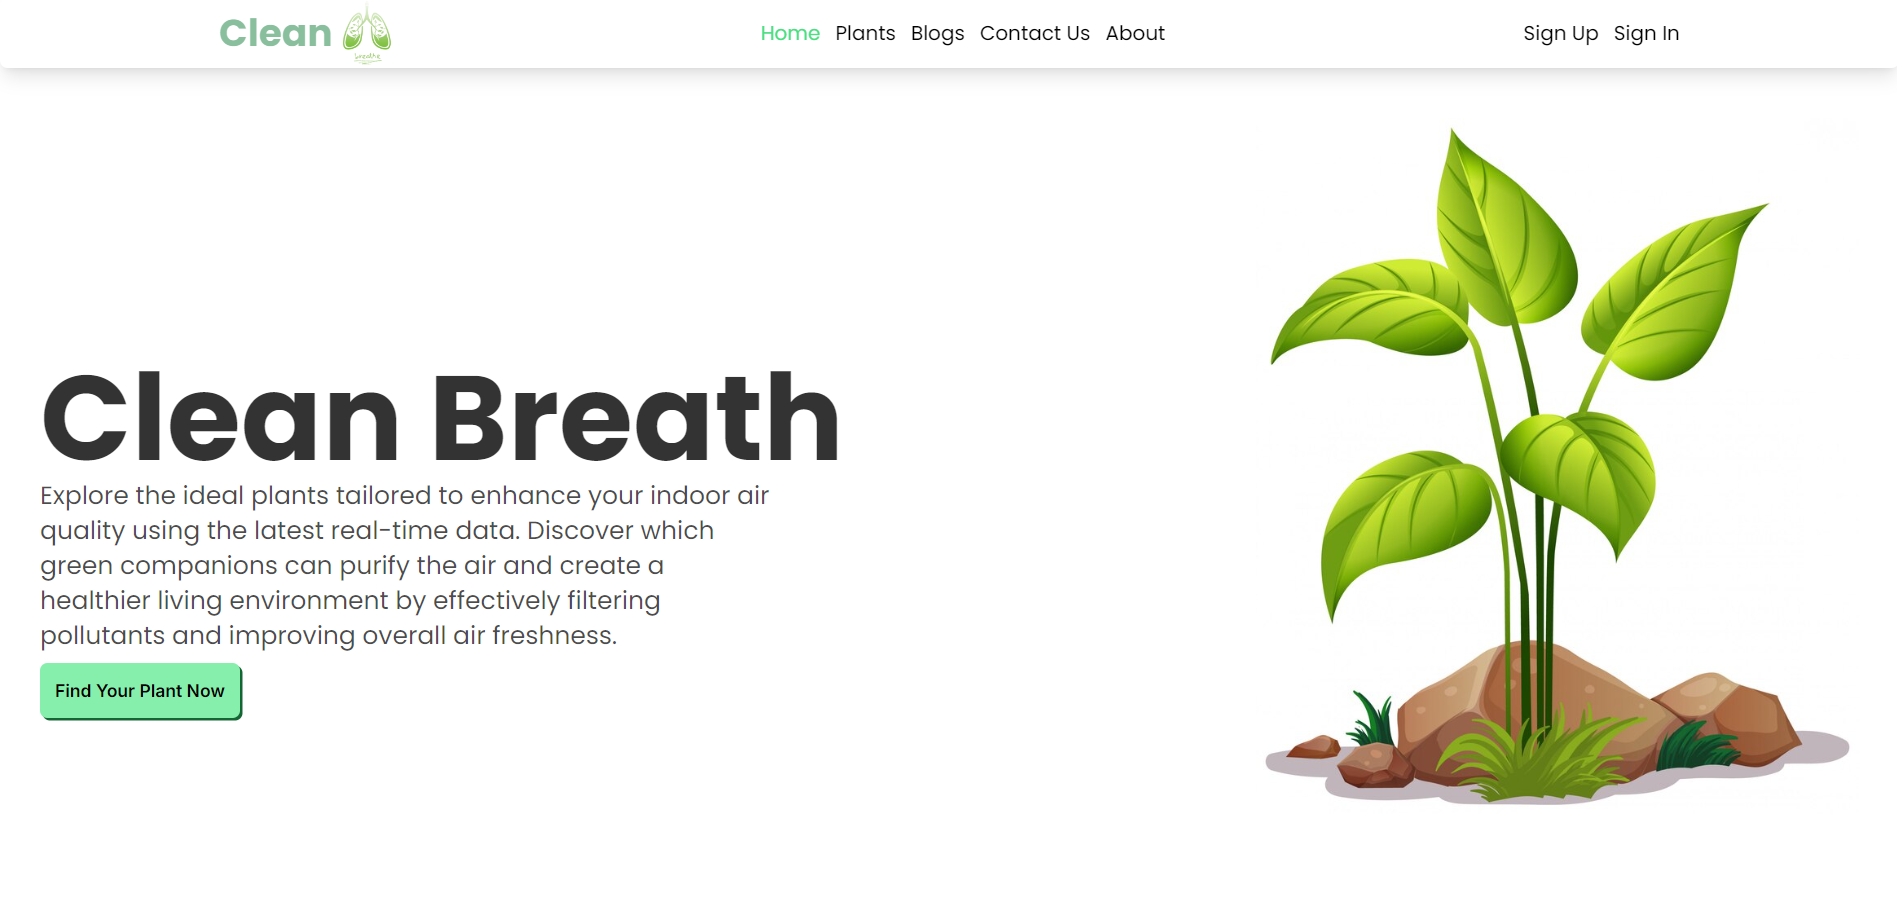 Clean
breathe
Home Plants Blogs Contact Us About
Sign Up Sign In
Clean Breath
Explore the ideal plants tailored to enhance your indoor air
quality using the latest real-time data. Discover which
green companions can purify the air and create a
healthier living environment by effectively filtering
pollutants and improving overall air freshness.
Find Your Plant Now